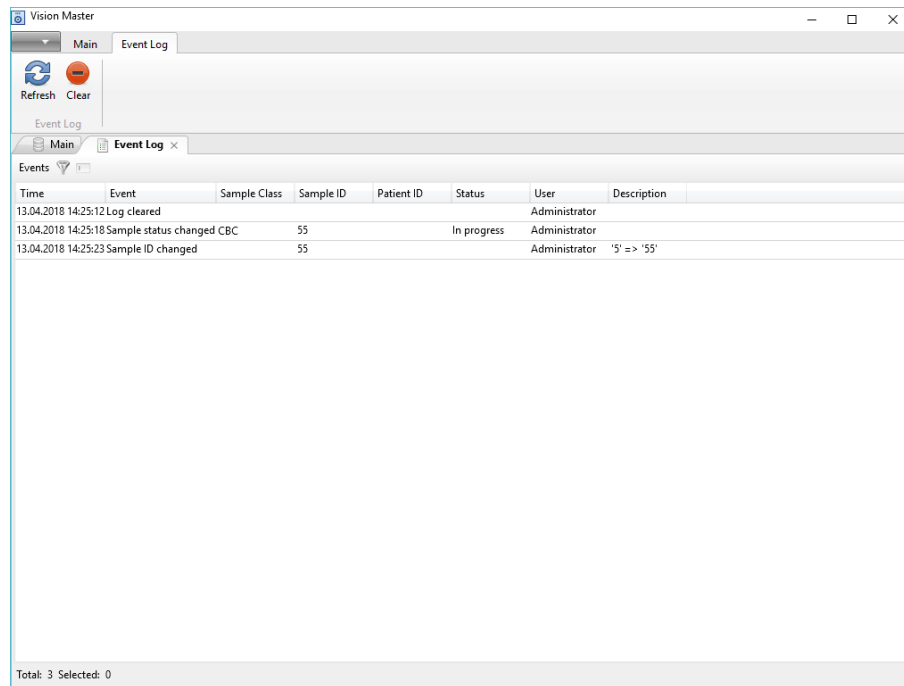 Vision Master
Main Event Log
Refresh Clear
Event Log
Main Event Log
Events
Time Event Sample Class Sample ID Patient ID Status User Description
13.04.2018 14:25:12 Log cleared Administrator
13.04.2018 14:25:18 Sample status changed CBC 55 In progress Administrator
13.04.2018 14:25:23 Sample ID changed 55 Administrator '5' => '55'
Total: 3 Selected: 0